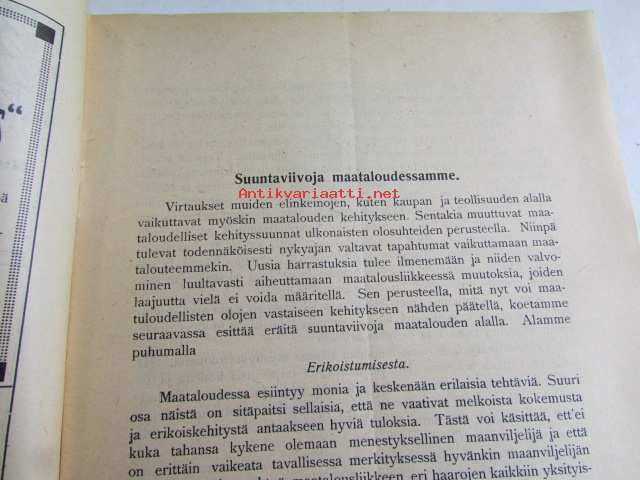 Suuntaviivoja maataloudessamme.
Antikvariaatti.net
Virtaukset muiden elinkeinojen, kuten kaupan ja teollisuuden alalla
vaikuttavat myöskin maatalouden kehitykseen. Sentakia muuttuvat maa-
taloudelliset kehityssuunnat ulkonaisten olosuhteiden perusteella. Niinpä
tulevat todennäköisesti nykyajan valtavat tapahtumat vaikuttamaan maa-
talouteemmekin. Uusia harrastuksia tulee ilmenemään ja niiden valvo-
minen luultavasti aiheuttamaan maatalousliikkeessä muutoksia, joiden
laajuutta vielä ei voida määritellä. Sen perusteella, mitä nyt voi maa-
tuloudellisten olojen vastaiseen kehitykseen nähden päätellä, koetamme
seuraavassa esittää eräitä suuntaviivoja maatalouden alalla. Alamme
puhumalla
Erikoistumisesta.
Maataloudessa esiintyy monia ja keskenään erilaisia tehtäviä. Suuri
osa näistä on sitäpaitsi sellaisia, että ne vaativat melkoista kokemusta
ja erikoiskehitystä antaakseen hyviä tuloksia. Tästä voi käsittää, ett'ei
kuka tahansa kykene olemaan menestyksellinen maanviljelijä ja että
on erittäin vaikeata tavallisessa merkityksessä hyvänkin maanviljelijän
maatalousliikkeen eri haarojen kaikkiin yksityis-